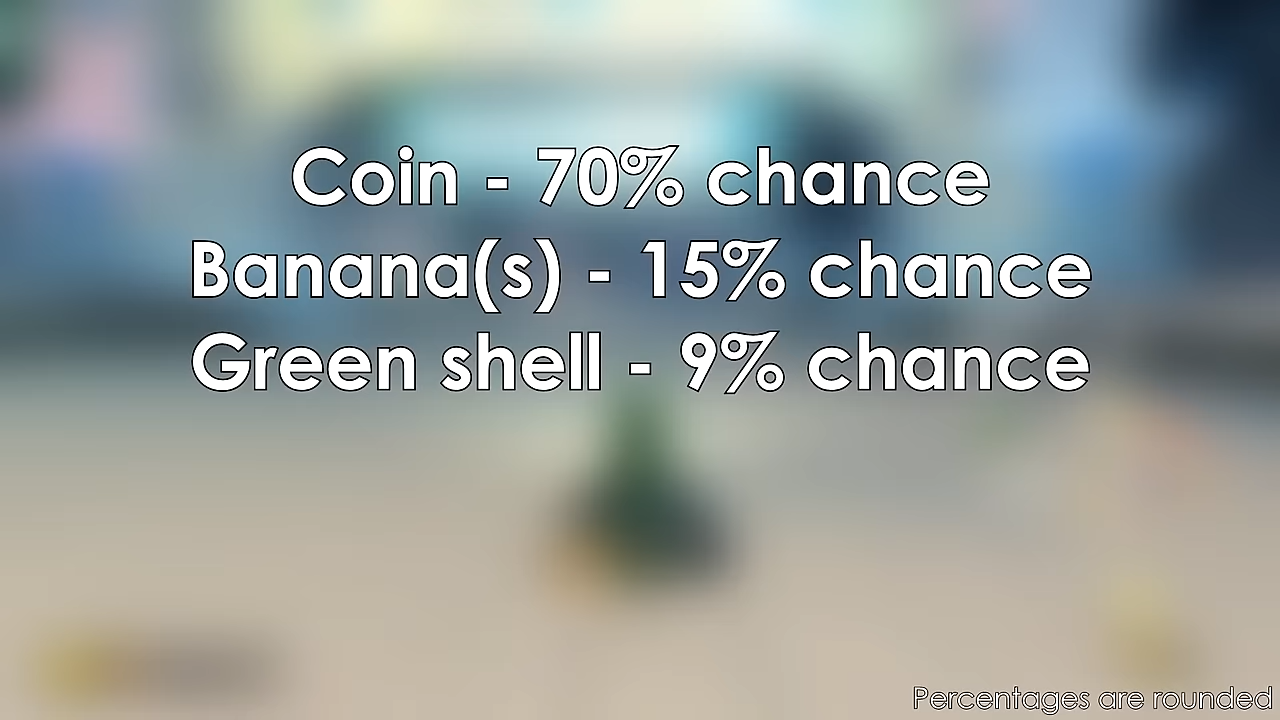 Coin - 70% chance
Banana(s) - 15% chance
Green shell - 9% chance
Percentages are rounded